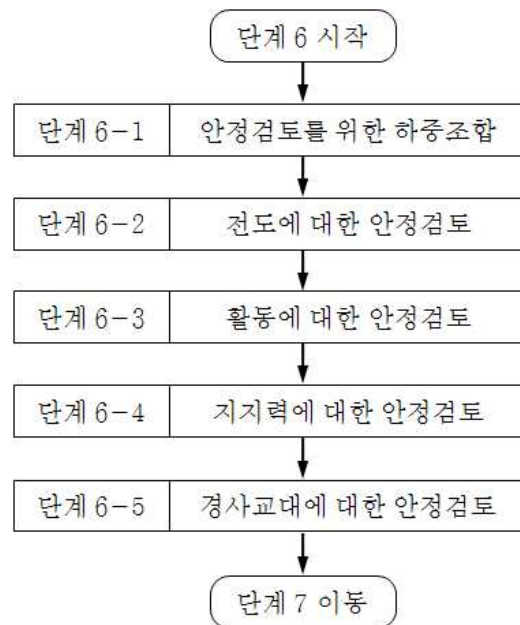 단계 6 시작
단계 6-1 안정검토를 위한 하중조합
단계 6-2 전도에 대한 안정검토
단계 6-3 활동에 대한 안정검토
단계 6-4 지지력에 대한 안정검토
단계 6-5 경사교대에 대한 안정검토
단계 7 이동